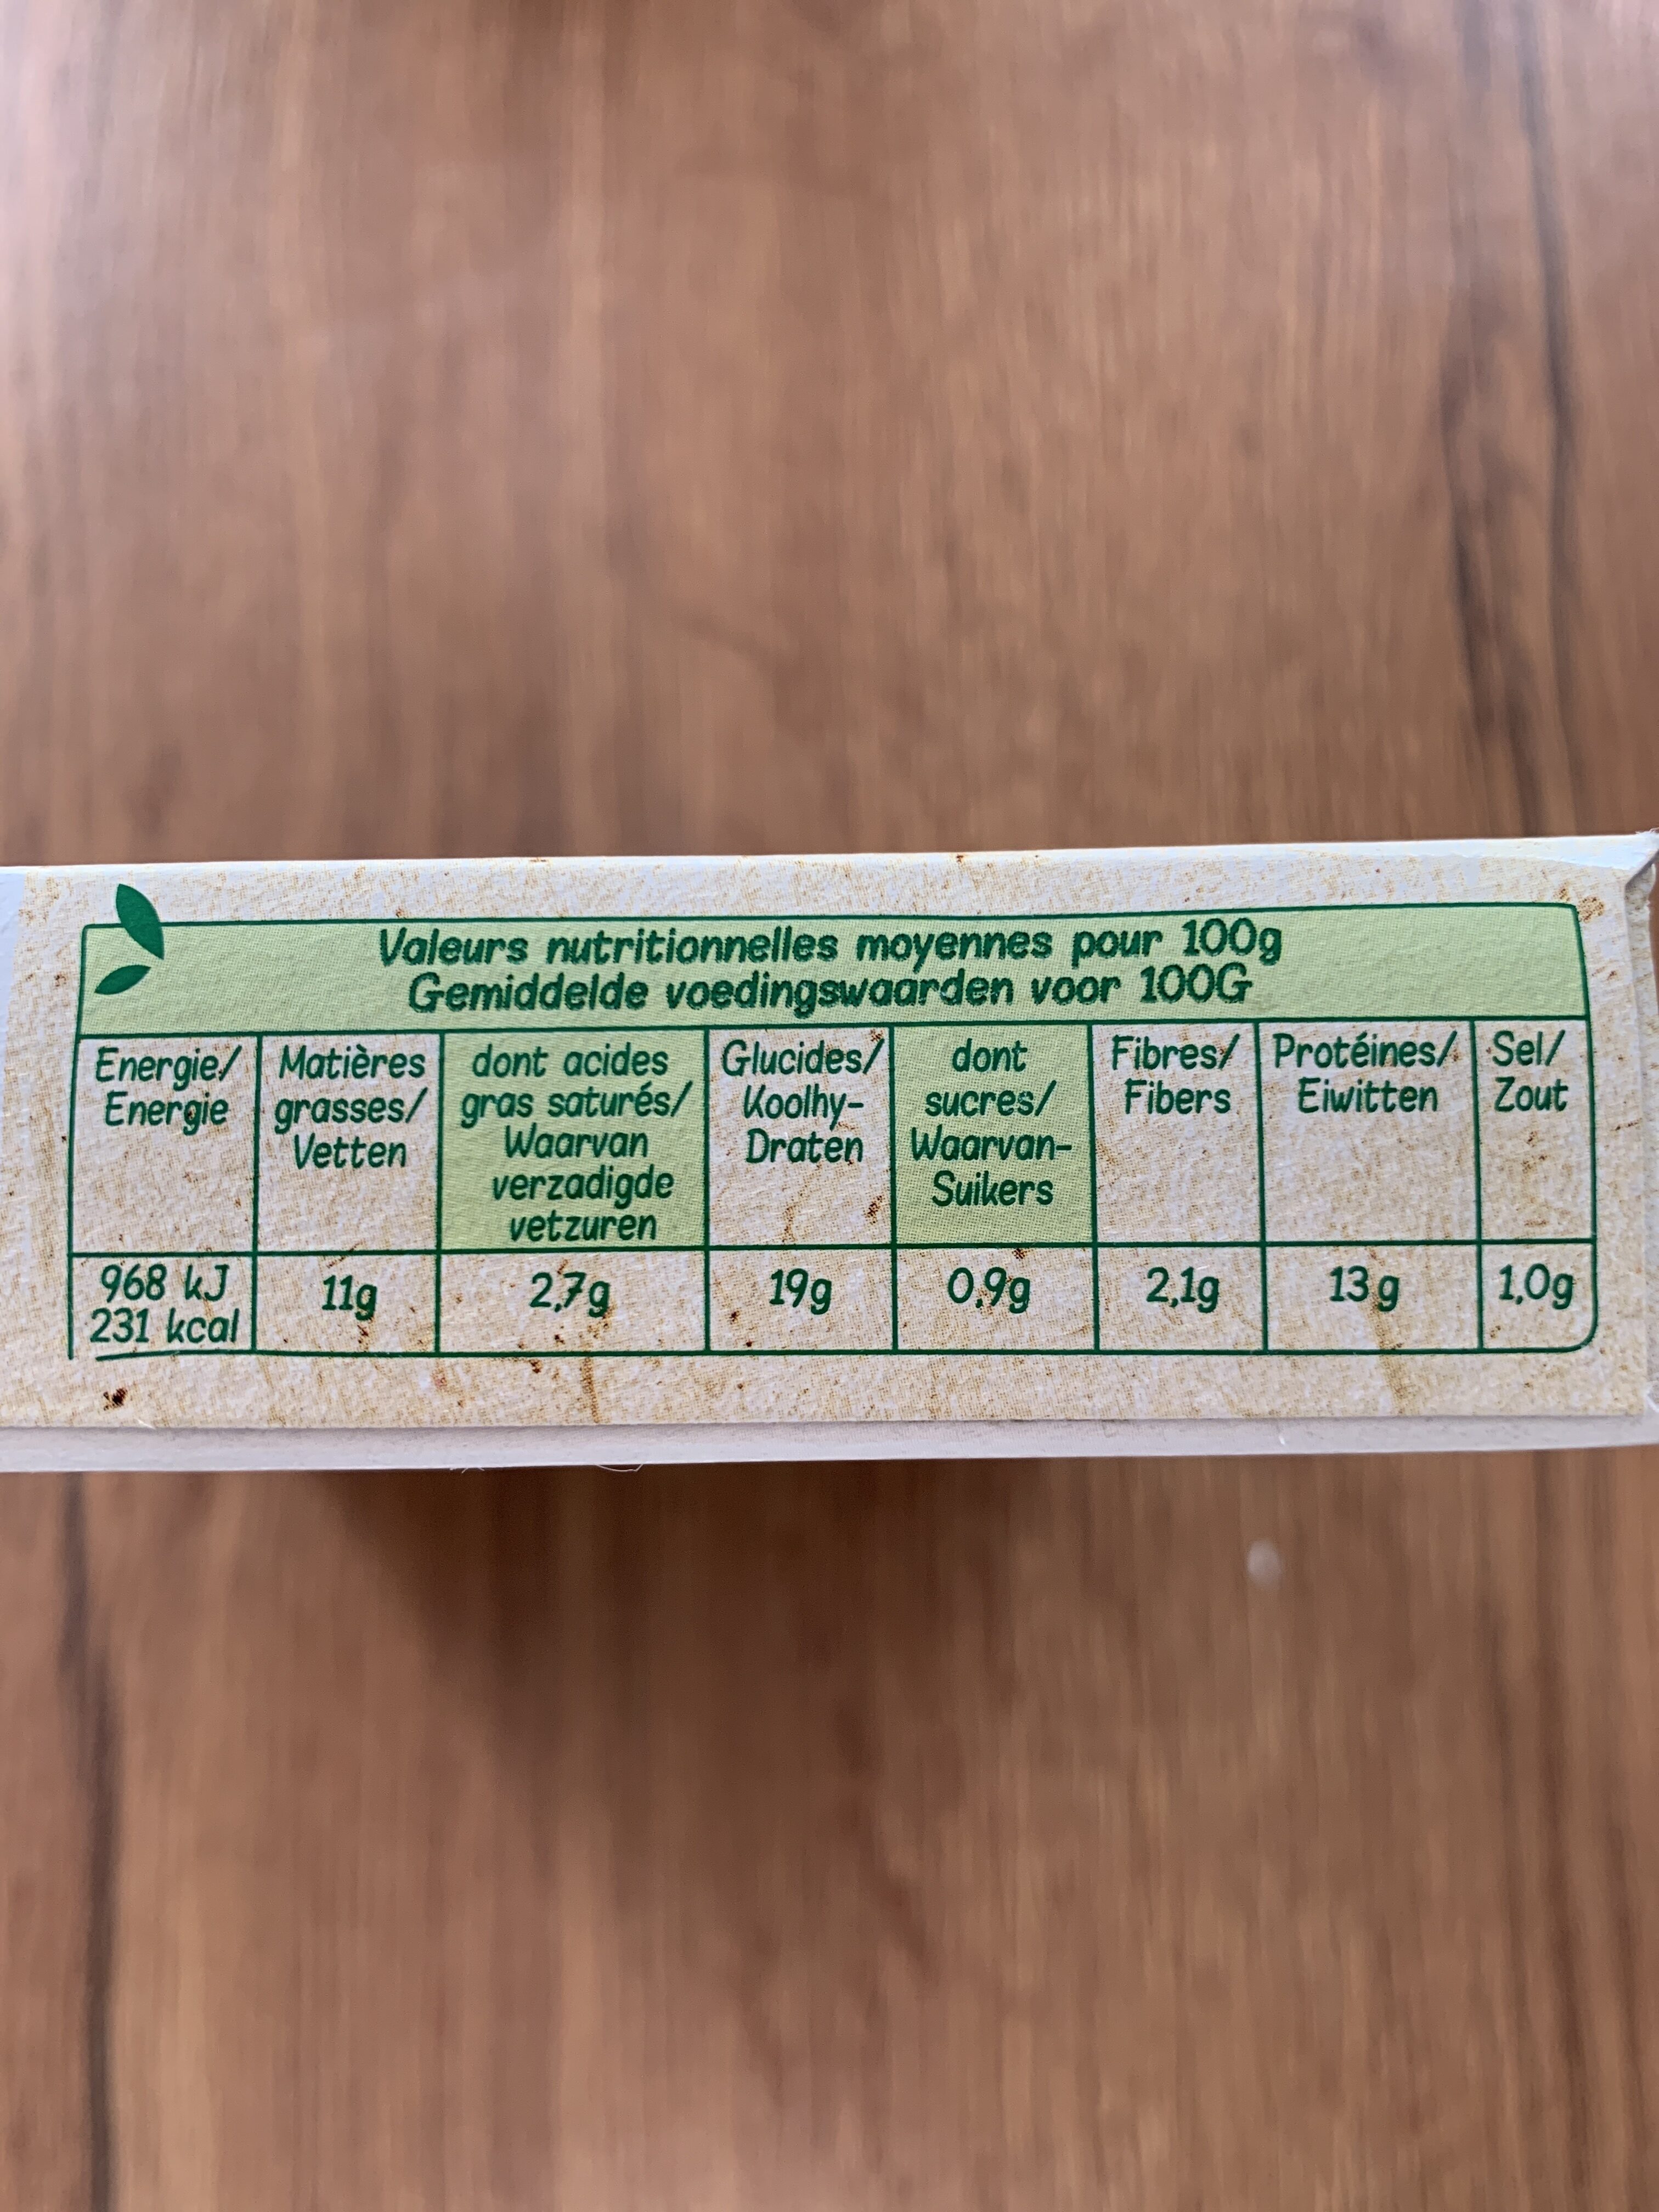 Valeurs nutritionnelles moyennes pour 100g
Gemiddelde voedingswaarden voor 100G
Energie/
Energie
Matières
grasses/
Vetten
dont acides
gras saturés/
Waarvan
verzadigde
vetzuren
Glucides/
Koolhy-
Draten
dont
sucres/
Waarvan-
Suikers
Fibres/
Fibers
Protéines/
Eiwitten
Sel/
Zout
968 kJ
231 kcal
11g
2,7g
19g
0,9g
2,1g
13 g
1,0g